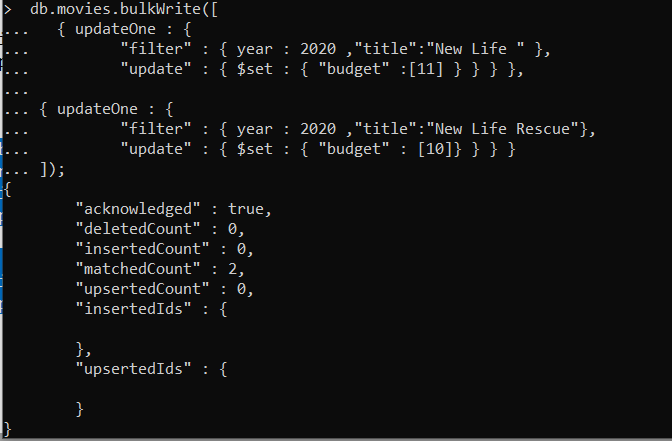 > db.movies.bulkWrite([
... { updateOne : {
... "filter" : { year : 2020 ,"title":"New Life " },
... "update" : { $set : { "budget" :[11] } } } },
...
... { updateOne : {
... "filter" : { year : 2020 ,"title":"New Life Rescue"},
... "update" : { $set : { "budget" : [10]} } } }
... ]);
{
"acknowledged" : true,
"deletedCount" : 0,
"insertedCount" : 0,
"matchedCount" : 2,
"upsertedCount" : 0,
"insertedIds" : {
},
"upsertedIds" : {
}
}